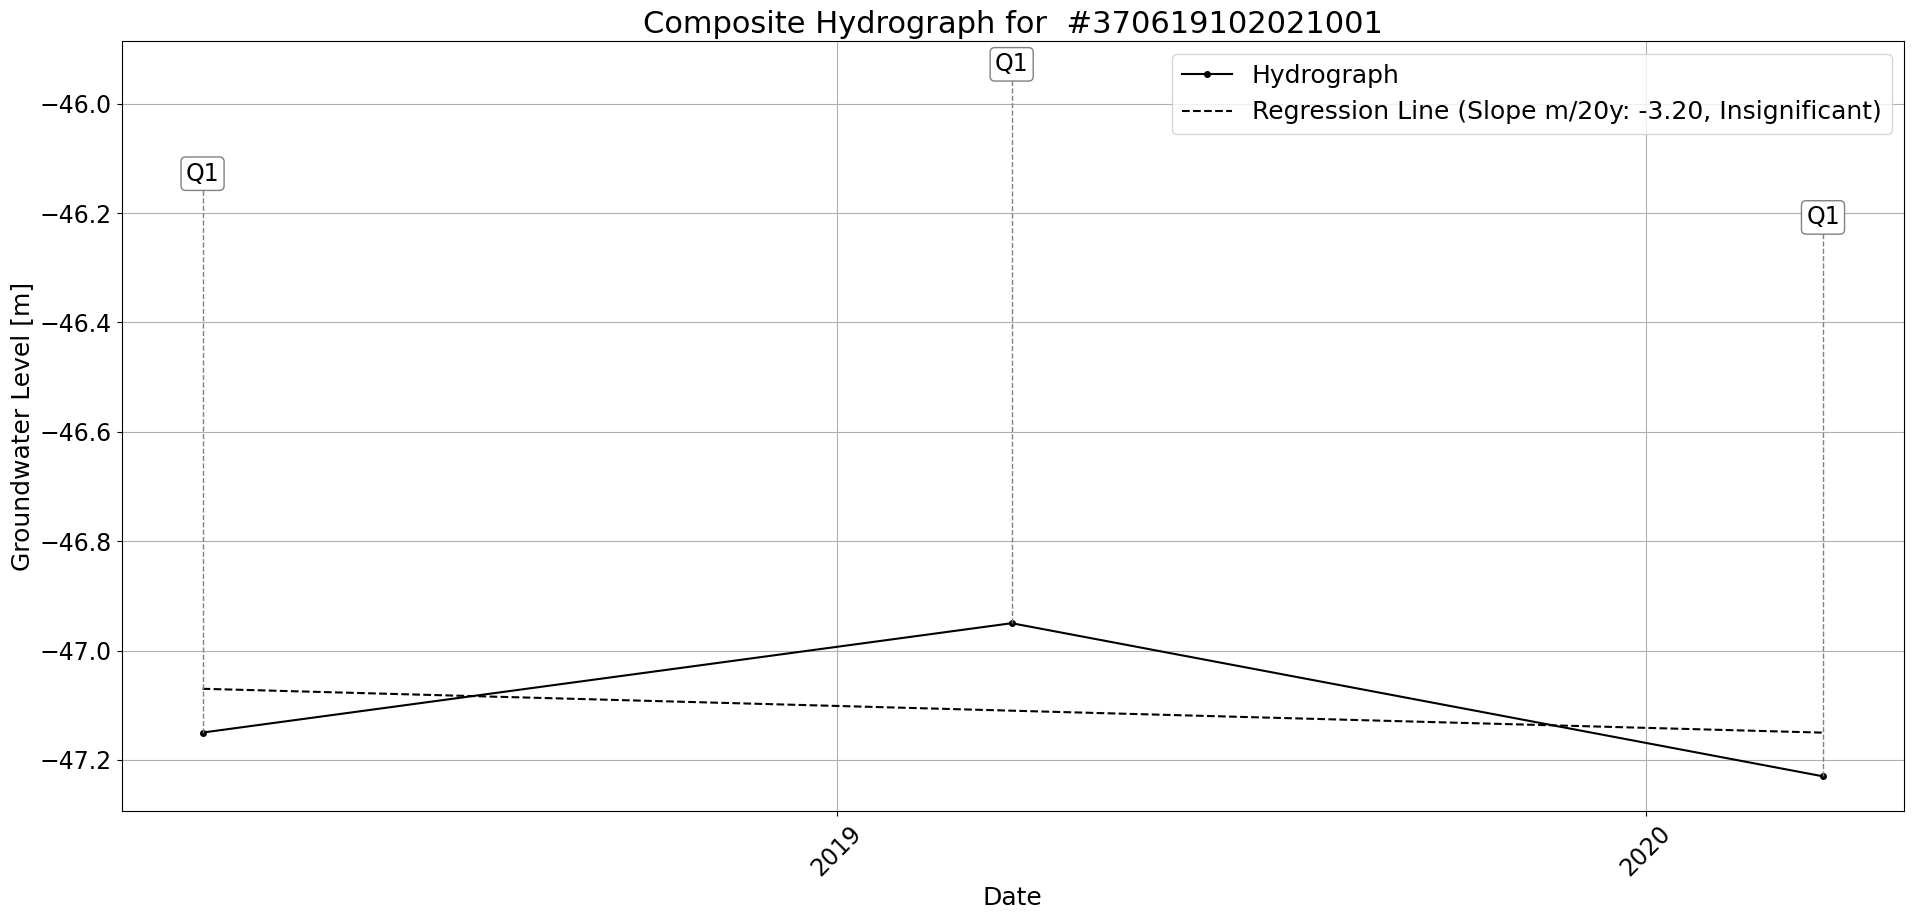 Composite Hydrograph for  #370619102021001
Q1
Q1
Q1
Hydrograph
Regression Line (Slope m/20y: -3.20, Insignificant)
−46.0
−46.2
−46.4
−46.6
−46.8
−47.0
−47.2
Groundwater Level [m]
2019
2020
Date